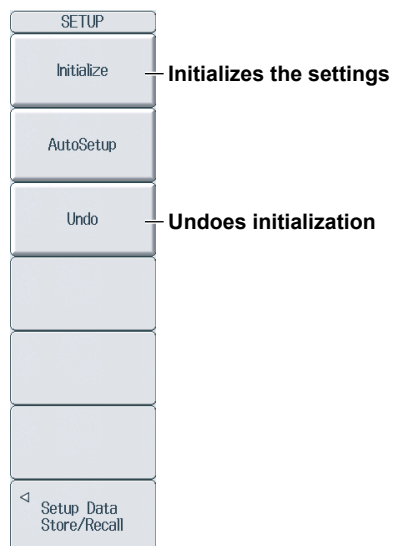 SETUP
Initialize
Initializes the settings
AutoSetup
Undo
Undoes initialization
Setup Data
Store/Recall